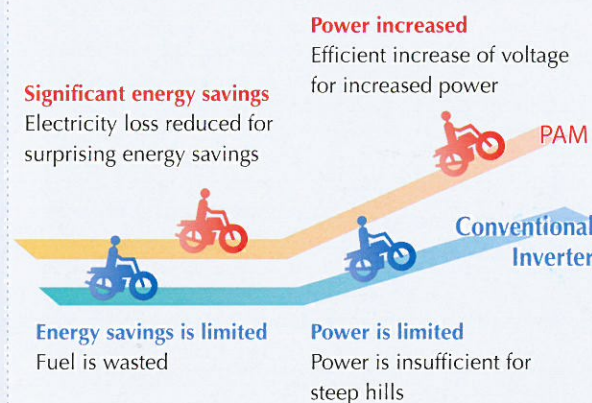 Power increased
Efficient increase of voltage
for increased power
Significant energy savings
Electricity loss reduced for
surprising energy savings
PAM
Conventional
Inverter
Energy savings is limited
Fuel is wasted
Power is limited
Power is insufficient for
steep hills